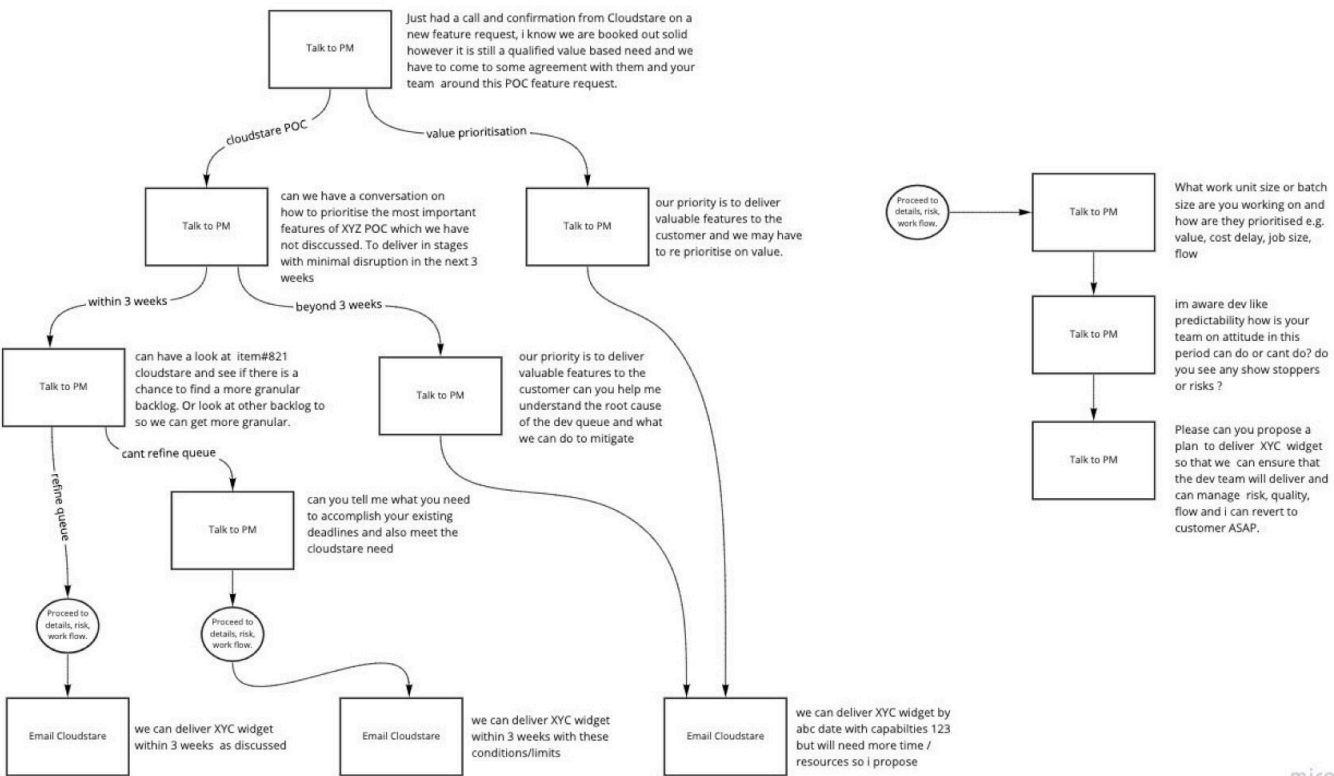 Just had a call and confirmation from Cloudstare on a
new feature request, i know we are booked out solid
however it is still a qualified value based need and we
have to come to some agreement with them and your
team around this POC feature request.
Talk to PM
cloudstare POC
value prioritisation
Talk to PM
can we have a conversation on
how to prioritise the most important
features of XYZ POC which we have
not disccussed. To deliver in stages
with minimal disruption in the next 3
weeks
Talk to PM
our priority is to deliver
valuable features to the
customer and we may have
to re prioritise on value.
within 3 weeks
beyond 3 weeks
Talk to PM
can have a look at item#821
cloudstare and see if there is a
chance to find a more granular
backlog. Or look at other backlog to
so we can get more granular.
Talk to PM
our priority is to deliver
valuable features to the
customer can you help me
understand the root cause
of the dev queue and what
we can do to mitigate
refine queue
cant refine queue
Talk to PM
can you tell me what you need
to accomplish your existing
deadlines and also meet the
cloudstare need
Proceed to
details, risk,
work flow.
Proceed to
details, risk,
work flow.
Email Cloudstare
we can deliver XYC widget
within 3 weeks as discussed
Email Cloudstare
we can deliver XYC widget
within 3 weeks with these
conditions/limits
Email Cloudstare
we can deliver XYC widget by
abc date with capabilties 123
but will need more time /
resources so i propose
Proceed to
details, risk,
work flow.
Talk to PM
What work unit size or batch
size are you working on and
how are they prioritised e.g.
value, cost delay, job size,
flow
Talk to PM
im aware dev like
predictability how is your
team on attitude in this
period can do or cant do? do
you see any show stoppers
or risks ?
Talk to PM
Please can you propose a
plan to deliver XYC widget
so that we can ensure that
the dev team will deliver and
can manage risk, quality,
flow and i can revert to
customer ASAP.
miro